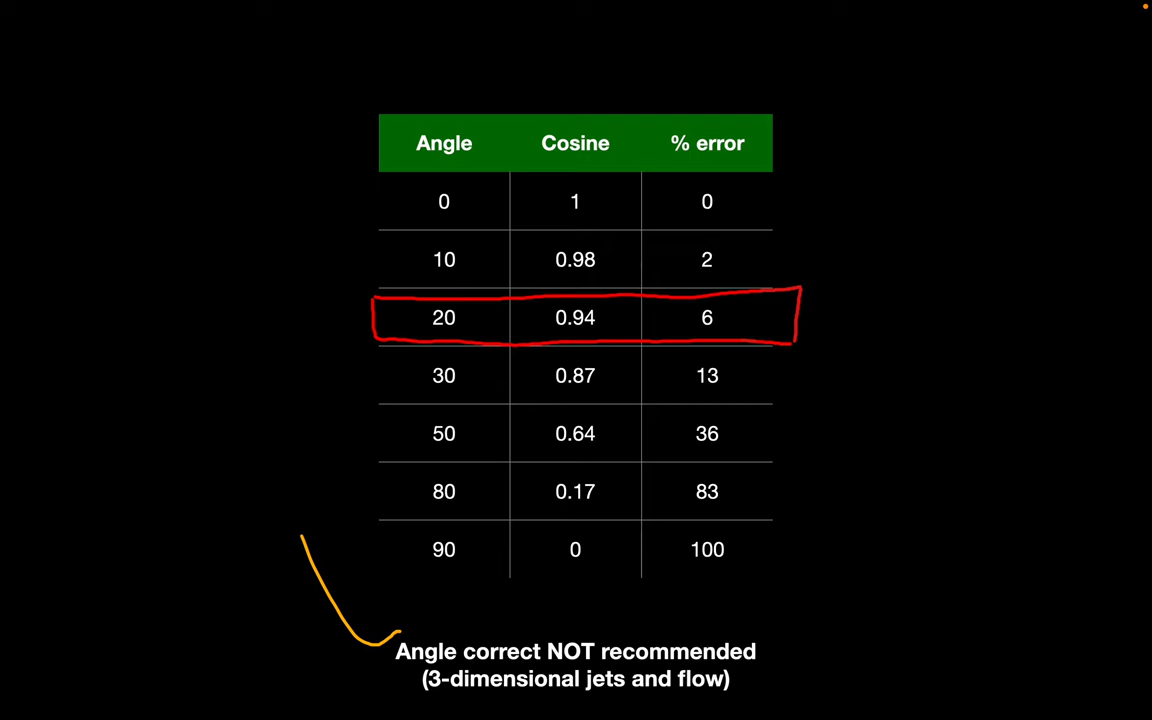 Angle Cosine % error
0 1 0
10 0.98 2
20 0.94 6
30 0.87 13
50 0.64 36
80 0.17 83
90 0 100
Angle correct NOT recommended
(3-dimensional jets and flow)